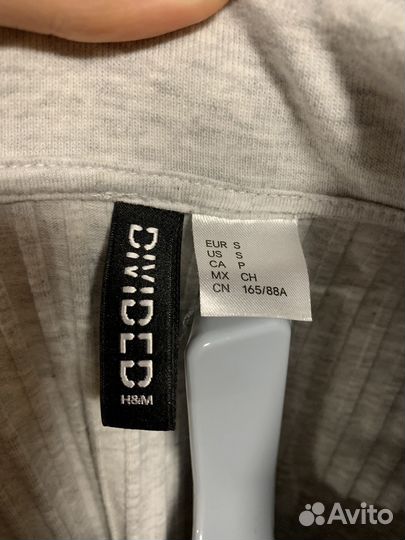 DIVIDED
H&M
EUR S
US S
CA P
MX CH
CN 165/88A
Avito